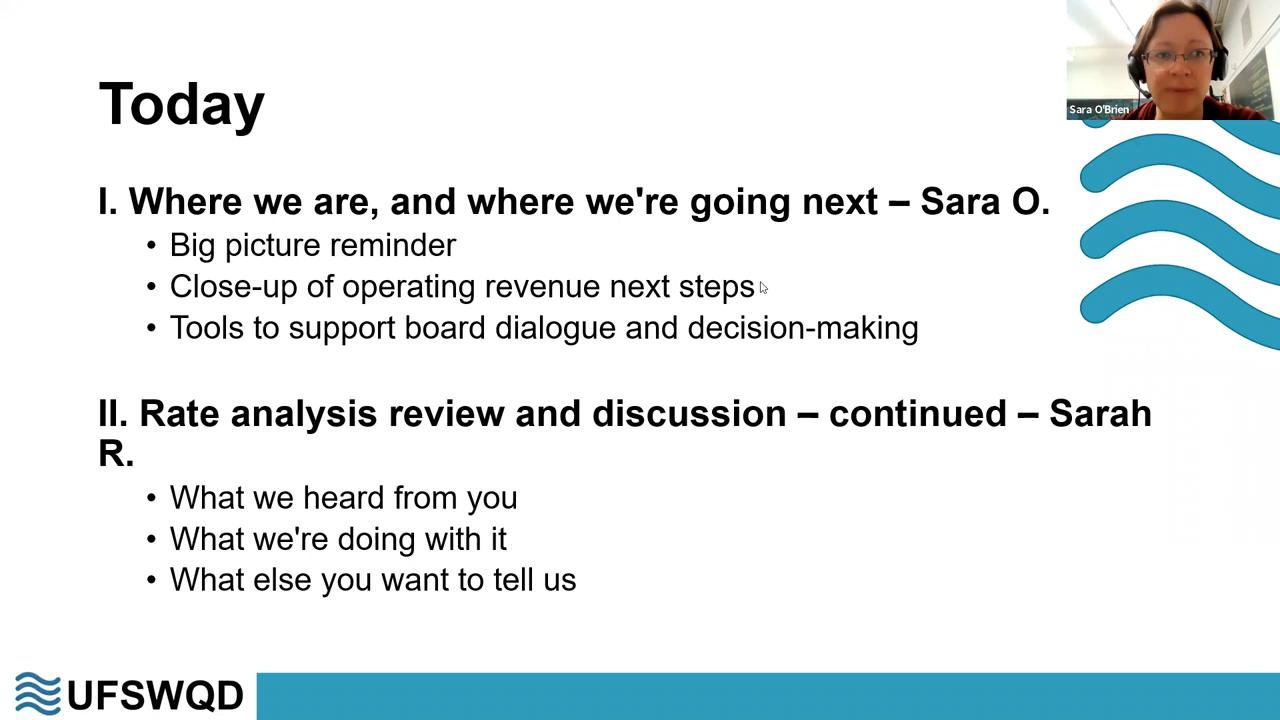 Today
Sara O'Brien
I. Where we are, and where we're going next – Sara O.
• Big picture reminder
• Close-up of operating revenue next steps
• Tools to support board dialogue and decision-making
II. Rate analysis review and discussion – continued – Sarah
R.
• What we heard from you
• What we're doing with it
• What else you want to tell us
UFSWQD